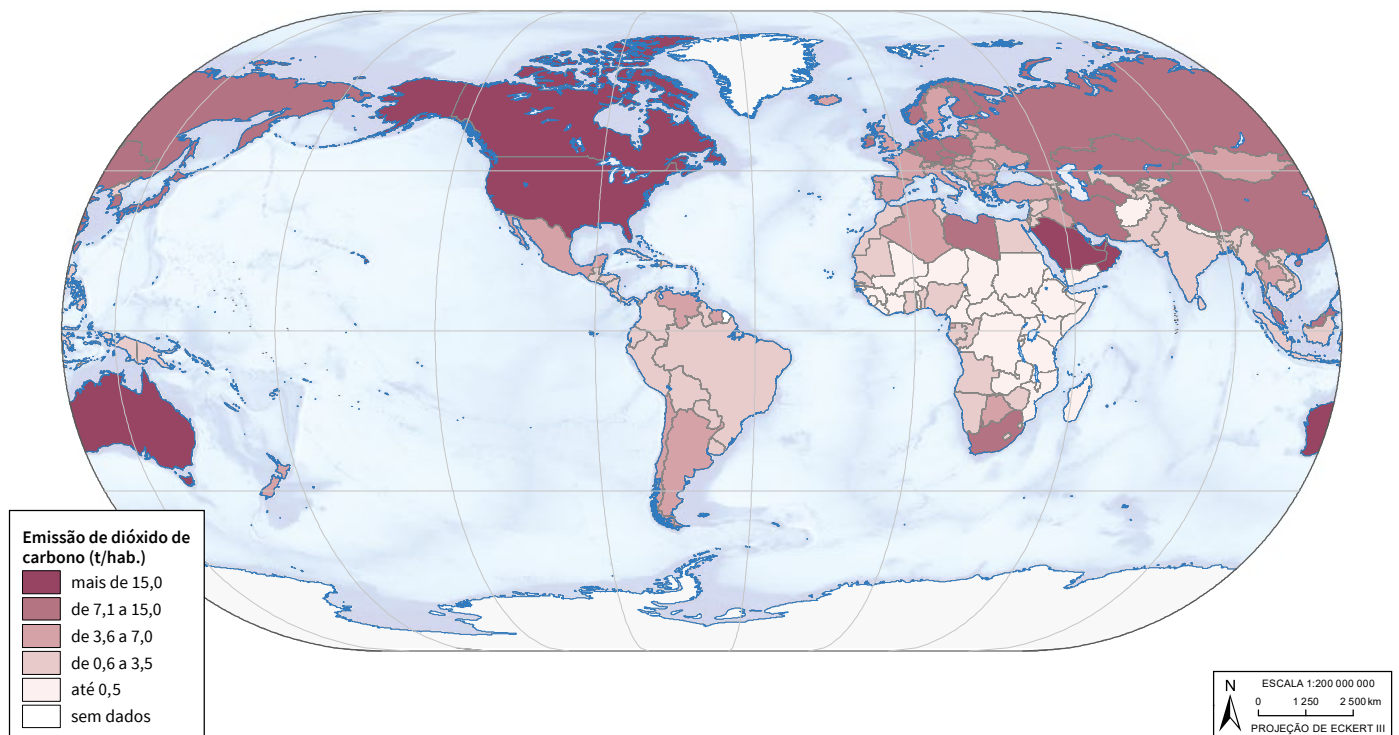 Emissão de dióxido de
carbono (t/hab.)
mais de 15,0
de 7,1 a 15,0
de 3,6 a 7,0
de 0,6 a 3,5
até 0,5
sem dados
N
ESCALA 1:200 000 000
0 1 250 2 500 km
PROJEÇÃO DE ECKERT III